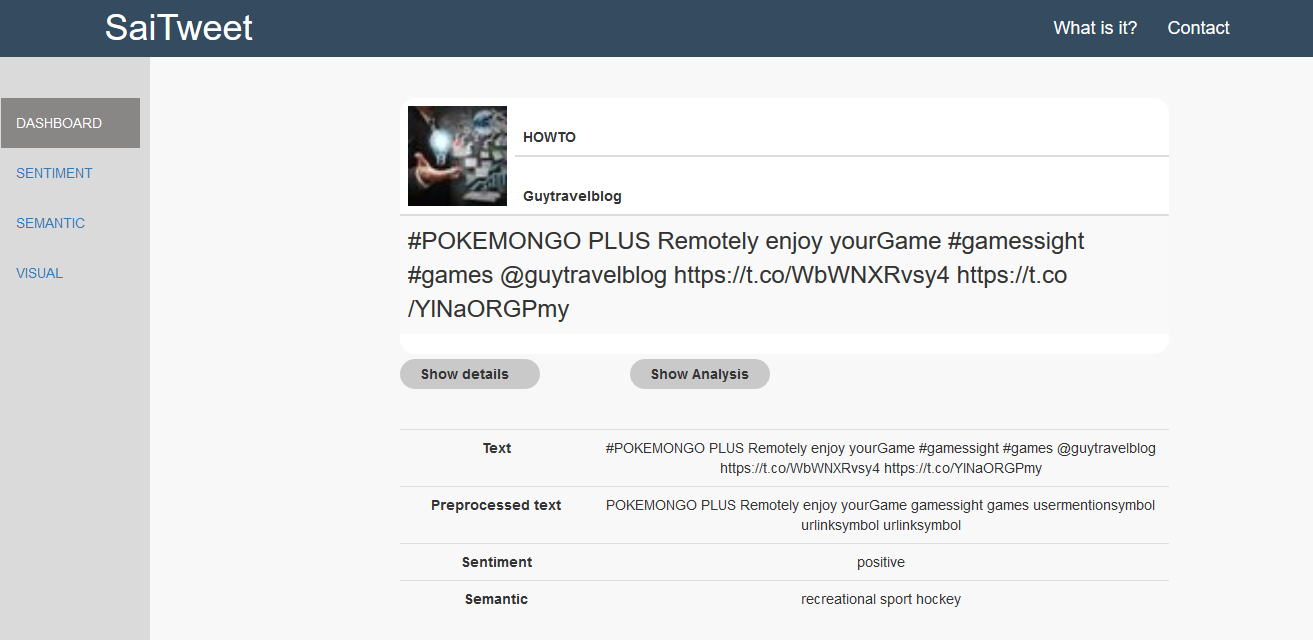 SaiTweet
What is it? Contact
DASHBOARD
SENTIMENT
SEMANTIC
VISUAL
HOWTO
Guytravelblog
#POKEMONGO PLUS Remotely enjoy yourGame #gamessight
#games @guytravelblog https://t.co/WbWNXRvsy4 https://t.co
/YlNaORGPmy
Show details
Show Analysis
Text
#POKEMONGO PLUS Remotely enjoy yourGame #gamessight #games @guytravelblog
https://t.co/WbWNXRvsy4 https://t.co/YlNaORGPmy
Preprocessed text
POKEMONGO PLUS Remotely enjoy yourGame gamessight games usermentionsymbol
urlinksymbol urlinksymbol
Sentiment
positive
Semantic
recreational sport hockey